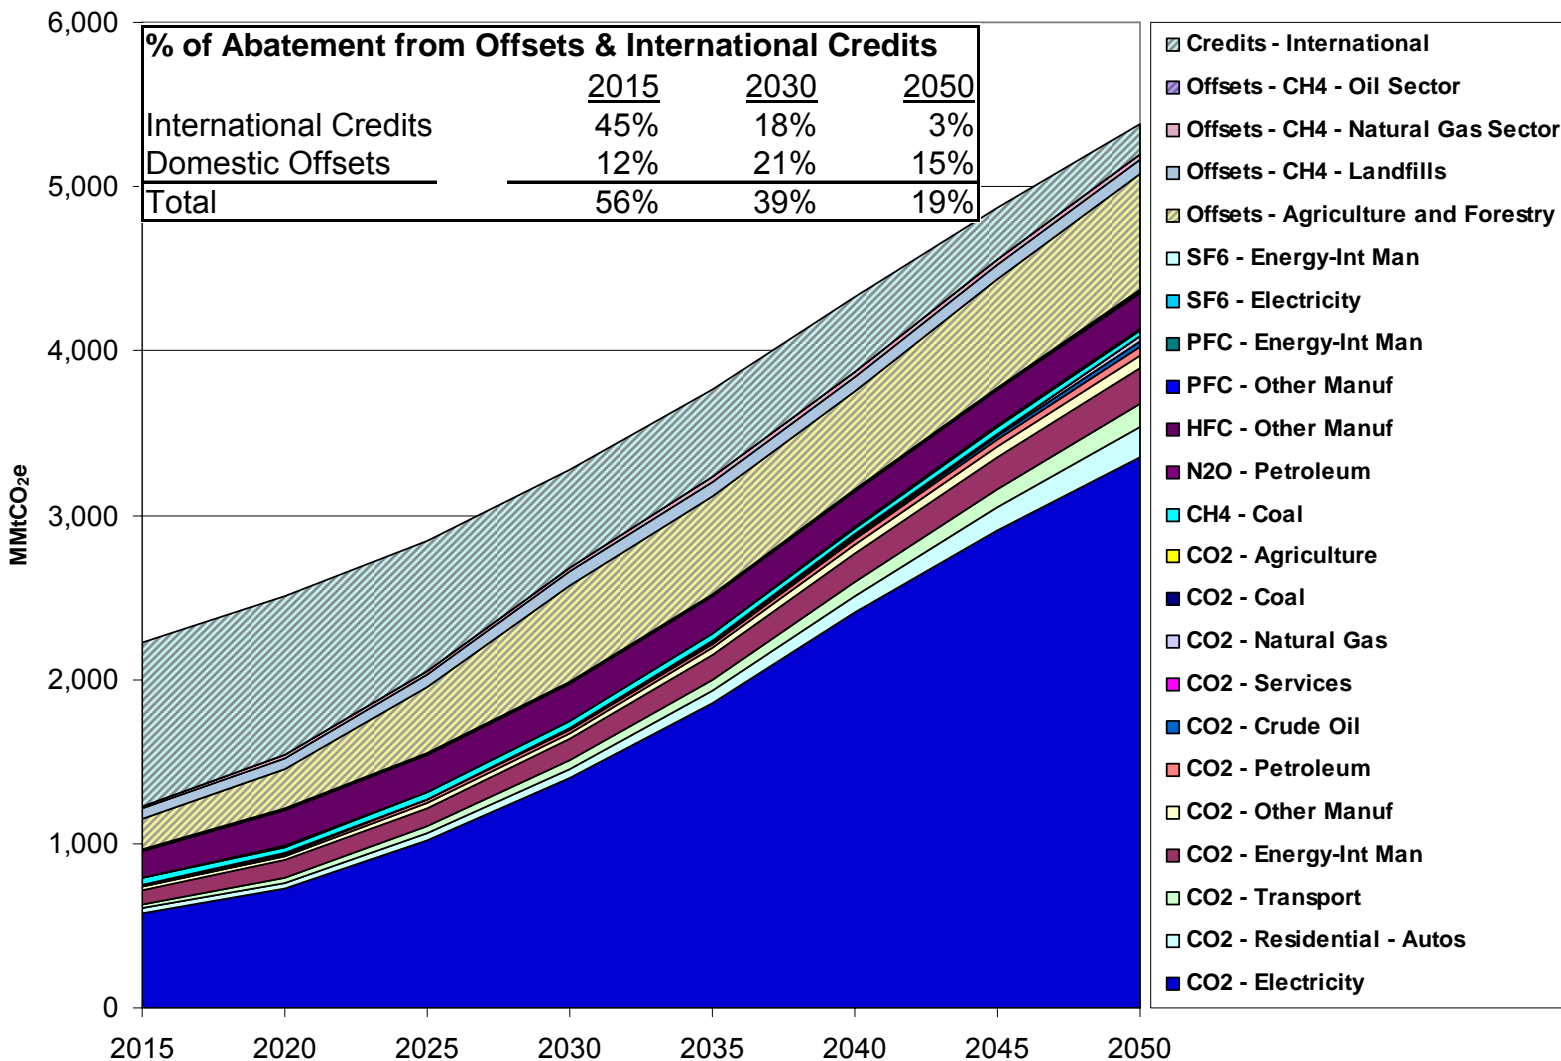 % of Abatement from Offsets & International Credits
2015 2030 2050
International Credits 45% 18% 3%
Domestic Offsets 12% 21% 15%
Total 56% 39% 19%
6,000
5,000
4,000
3,000
2,000
1,000
0
MMtCO2e
2015 2020 2025 2030 2035 2040 2045 2050
Credits - International
Offsets - CH4 - Oil Sector
Offsets - CH4 - Natural Gas Sector
Offsets - CH4 - Landfills
Offsets - Agriculture and Forestry
SF6 - Energy-Int Man
SF6 - Electricity
PFC - Energy-Int Man
PFC - Other Manuf
HFC - Other Manuf
N2O - Petroleum
CH4 - Coal
CO2 - Agriculture
CO2 - Coal
CO2 - Natural Gas
CO2 - Services
CO2 - Crude Oil
CO2 - Petroleum
CO2 - Other Manuf
CO2 - Energy-Int Man
CO2 - Transport
CO2 - Residential - Autos
CO2 - Electricity